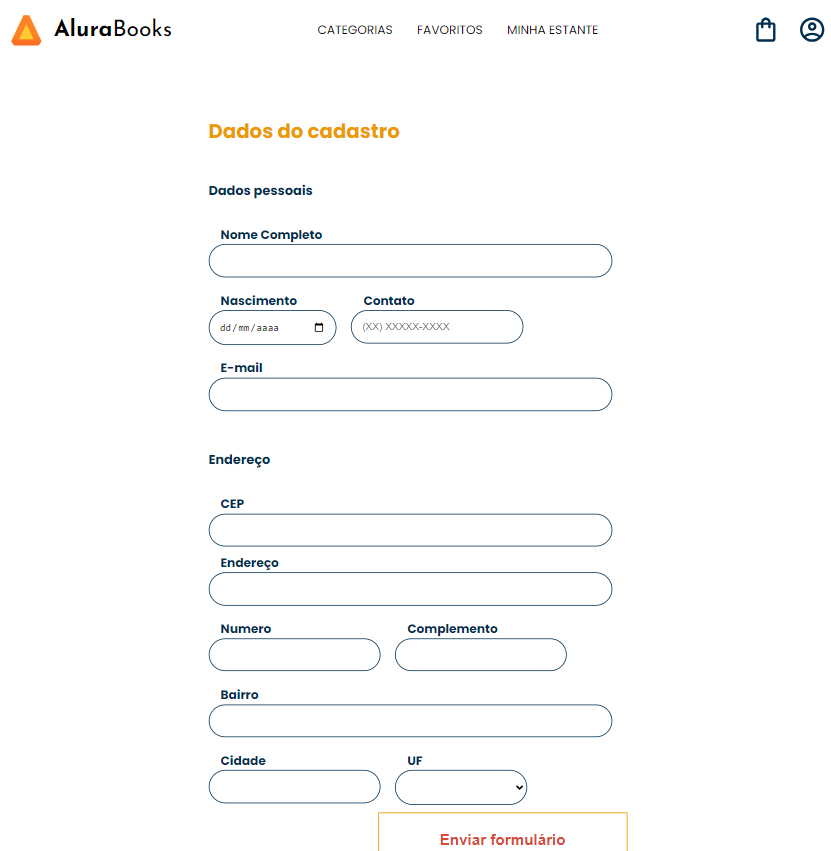 AluraBooks CATEGORIAS FAVORITOS MINHA ESTANTE
Dados do cadastro
Dados pessoais
Nome Completo
Nascimento Contato
dd/mm/aaaa (XX) XXXXX-XXXX
E-mail
Endereço
CEP
Endereço
Numero Complemento
Bairro
Cidade UF
Enviar formulário